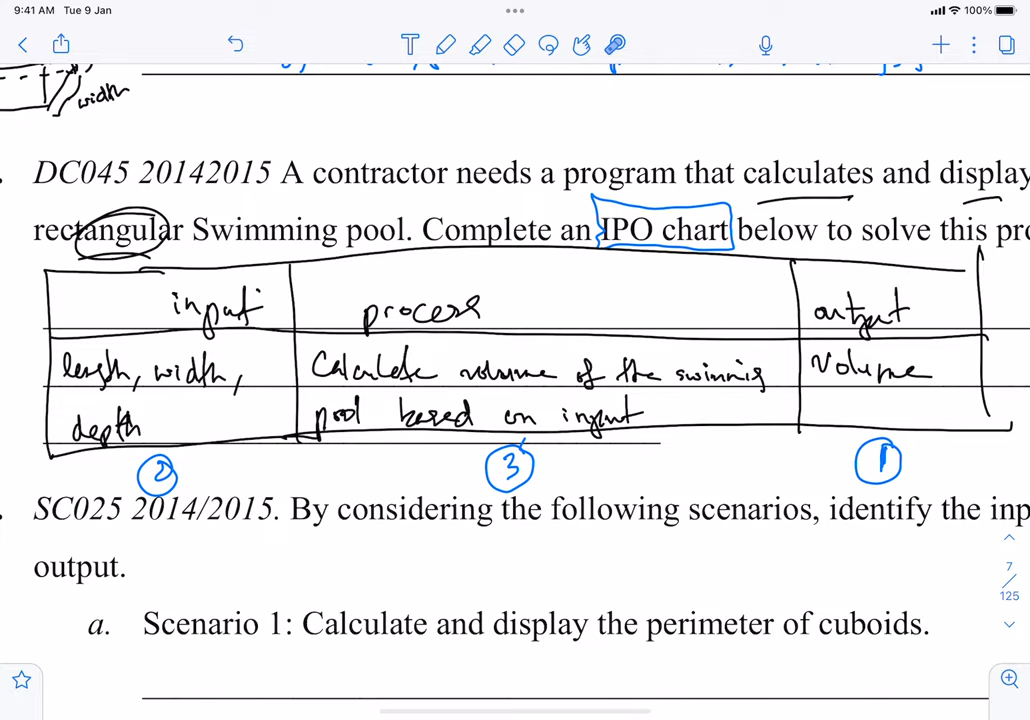 9:41 AM Tue 9 Jan
100%
width
DC045 20142015 A contractor needs a program that calculates and display
rectangular Swimming pool. Complete an IPO chart below to solve this pro
input process output
length, width, Calculate volume of the swimmig Volume
depth pool based on input
2 3 1
SC025 2014/2015. By considering the following scenarios, identify the inp
output.
7
/
125
a. Scenario 1: Calculate and display the perimeter of cuboids.